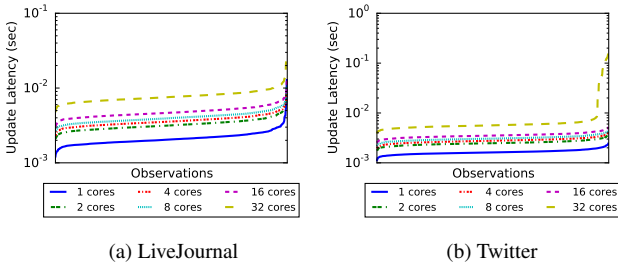 Update Latency (sec)
10^-1
10^-2
10^-3
Observations
1 cores 4 cores 16 cores
2 cores 8 cores 32 cores
(a) LiveJournal
Update Latency (sec)
10^0
10^-1
10^-2
10^-3
Observations
1 cores 4 cores 16 cores
2 cores 8 cores 32 cores
(b) Twitter